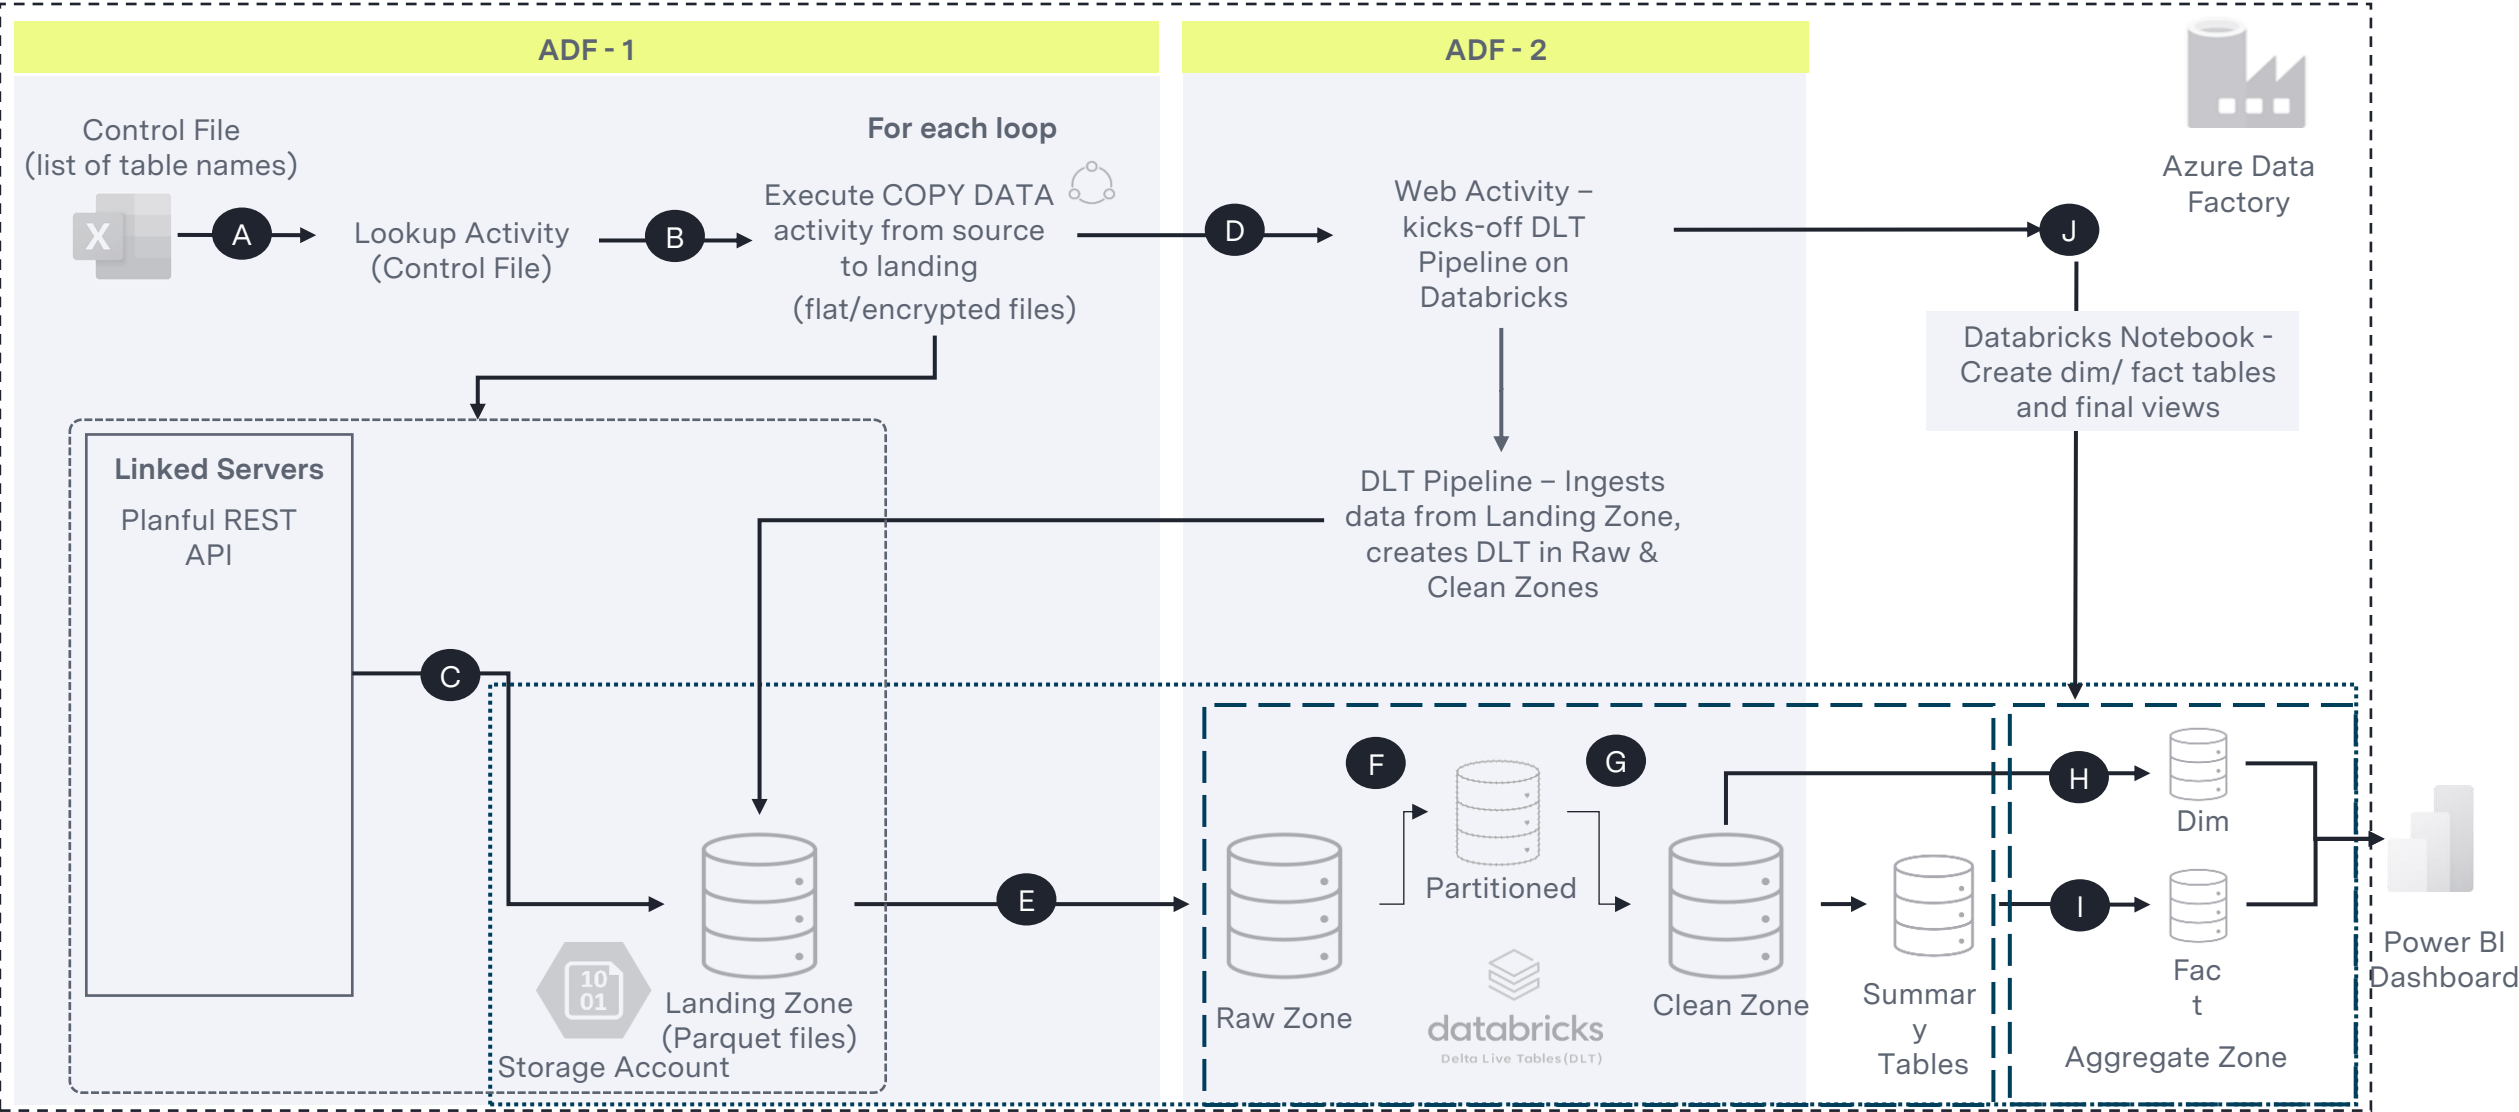 ADF - 1
ADF - 2
Control File
(list of table names)
X
A
Lookup Activity
(Control File)
B
For each loop
Execute COPY DATA
activity from source
to landing
(flat/encrypted files)
D
Web Activity –
kicks-off DLT
Pipeline on
Databricks
J
Azure Data
Factory
Databricks Notebook -
Create dim/ fact tables
and final views
Linked Servers
Planful REST
API
DLT Pipeline – Ingests
data from Landing Zone,
creates DLT in Raw &
Clean Zones
C
10
01
Storage Account
Landing Zone
(Parquet files)
E
Raw Zone
F
Partitioned
G
databricks
Delta Live Tables(DLT)
Clean Zone
Summar
y
Tables
H
Dim
I
Fac
t
Aggregate Zone
Power BI
Dashboard